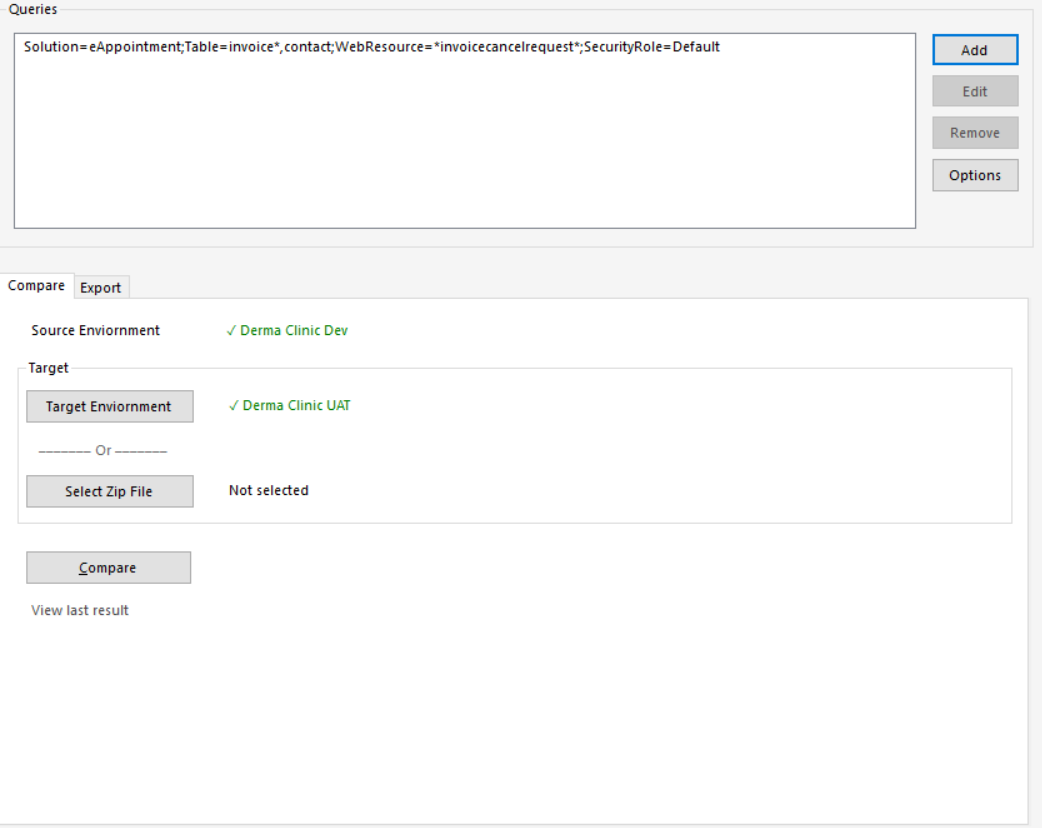 Queries
Solution=eAppointment;Table=invoice*,contact;WebResource=*invoicecancelrequest*;SecurityRole=Default
Add
Edit
Remove
Options
Compare
Export
Source Enviornment
✓ Derma Clinic Dev
Target
Target Enviornment
✓ Derma Clinic UAT
------- Or -------
Select Zip File
Not selected
Compare
View last result